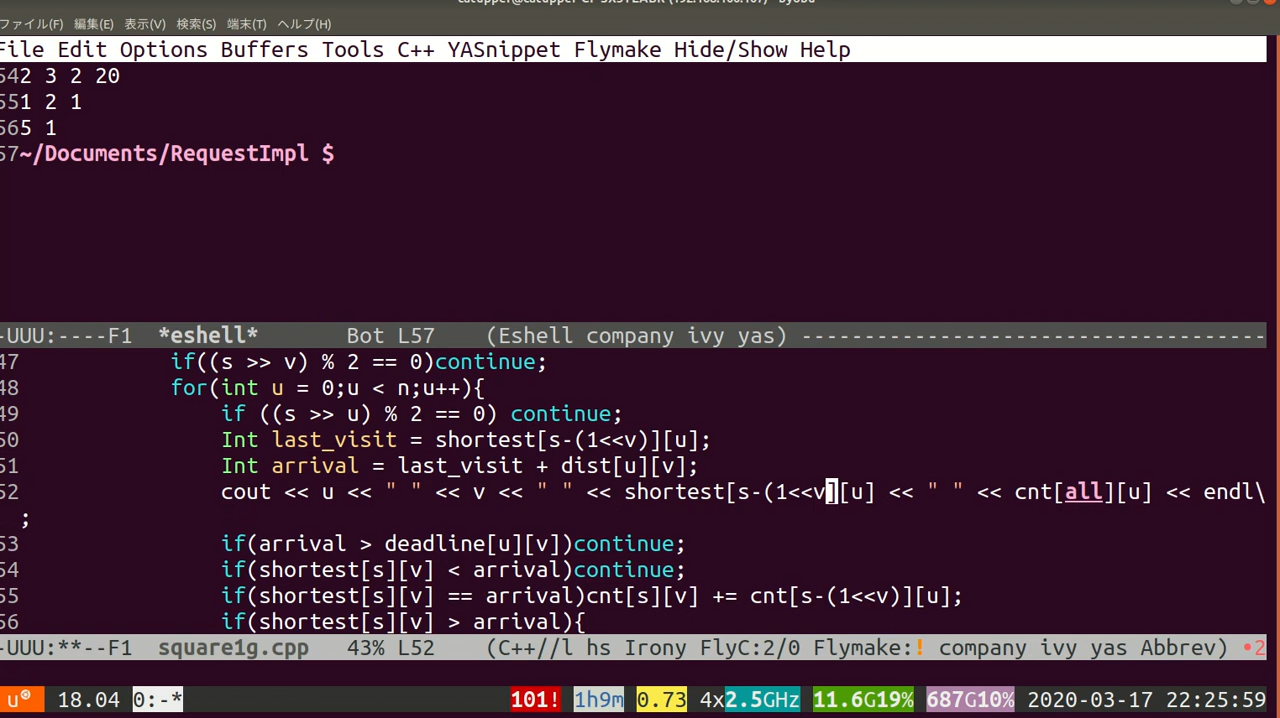 ファイル(F) 編集(E) 表示(V) 検索(S) 端末(T) ヘルプ(H)
File Edit Options Buffers Tools C++ YASnippet Flymake Hide/Show Help
542 3 2 20
551 2 1
565 1
57~/Documents/RequestImpl $
-UUU:----F1 *eshell* Bot L57 (Eshell company ivy yas) -------------------------------------
47 if((s >> v) % 2 == 0)continue;
48 for(int u = 0;u < n;u++){
49 if ((s >> u) % 2 == 0) continue;
50 Int last_visit = shortest[s-(1<<v)][u];
51 Int arrival = last_visit + dist[u][v];
52 cout << u << " " << v << " " << shortest[s-(1<<v][u] << " " << cnt[all][u] << endl\
;
53 if(arrival > deadline[u][v])continue;
54 if(shortest[s][v] < arrival)continue;
55 if(shortest[s][v] == arrival)cnt[s][v] += cnt[s-(1<<v)][u];
56 if(shortest[s][v] > arrival){
-UUU:**--F1 square1g.cpp 43% L52 (C++//l hs Irony FlyC:2/0 Flymake:! company ivy yas Abbrev) •2
u 18.04 0:-* 101! 1h9m 0.73 4x2.5GHz 11.6G19% 687G10% 2020-03-17 22:25:59